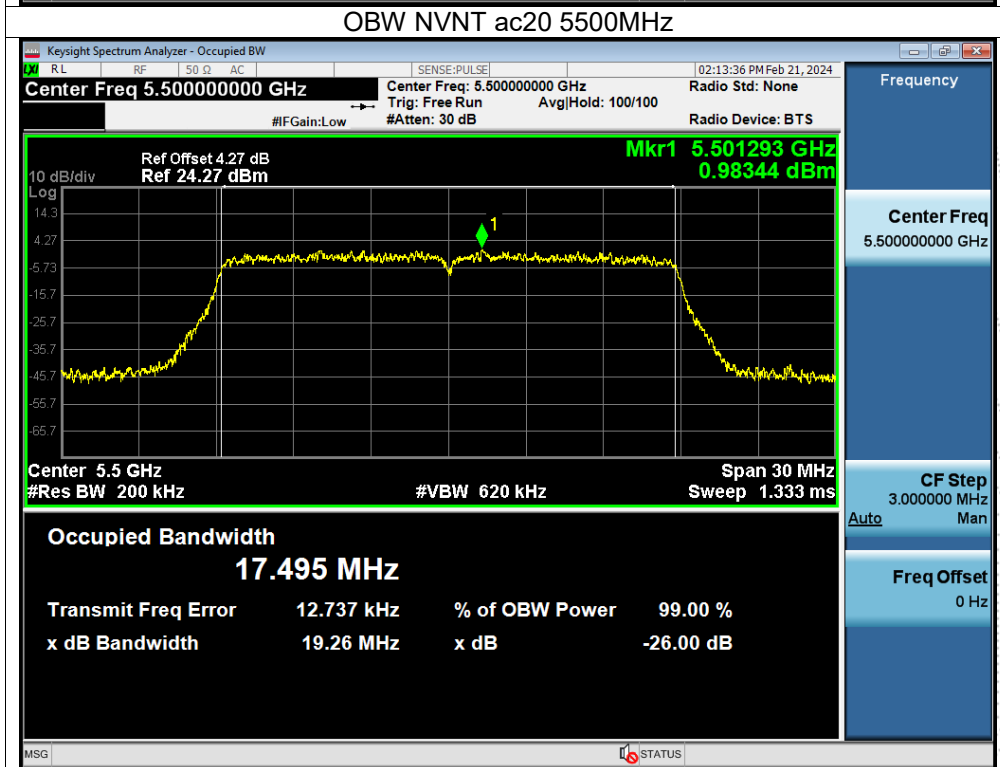 OBW NVNT ac20 5500MHz
Keysight Spectrum Analyzer - Occupied BW
LXI RL RF 50 Ω AC SENSE:PULSE 02:13:36 PM Feb 21, 2024
Center Freq 5.500000000 GHz
Center Freq: 5.500000000 GHz Radio Std: None
Trig: Free Run Avg|Hold: 100/100
#IFGain:Low #Atten: 30 dB Radio Device: BTS
Mkr1 5.501293 GHz
0.98344 dBm
Ref Offset 4.27 dB
10 dB/div Ref 24.27 dBm
Log
14.3
4.27
-5.73
-15.7
-25.7
-35.7
-45.7
-55.7
-65.7
1
Center 5.5 GHz Span 30 MHz
#Res BW 200 kHz #VBW 620 kHz Sweep 1.333 ms
Occupied Bandwidth
17.495 MHz
Transmit Freq Error 12.737 kHz % of OBW Power 99.00 %
x dB Bandwidth 19.26 MHz x dB -26.00 dB
Frequency
Center Freq
5.500000000 GHz
CF Step
3.000000 MHz
Auto Man
Freq Offset
0 Hz
MSG STATUS